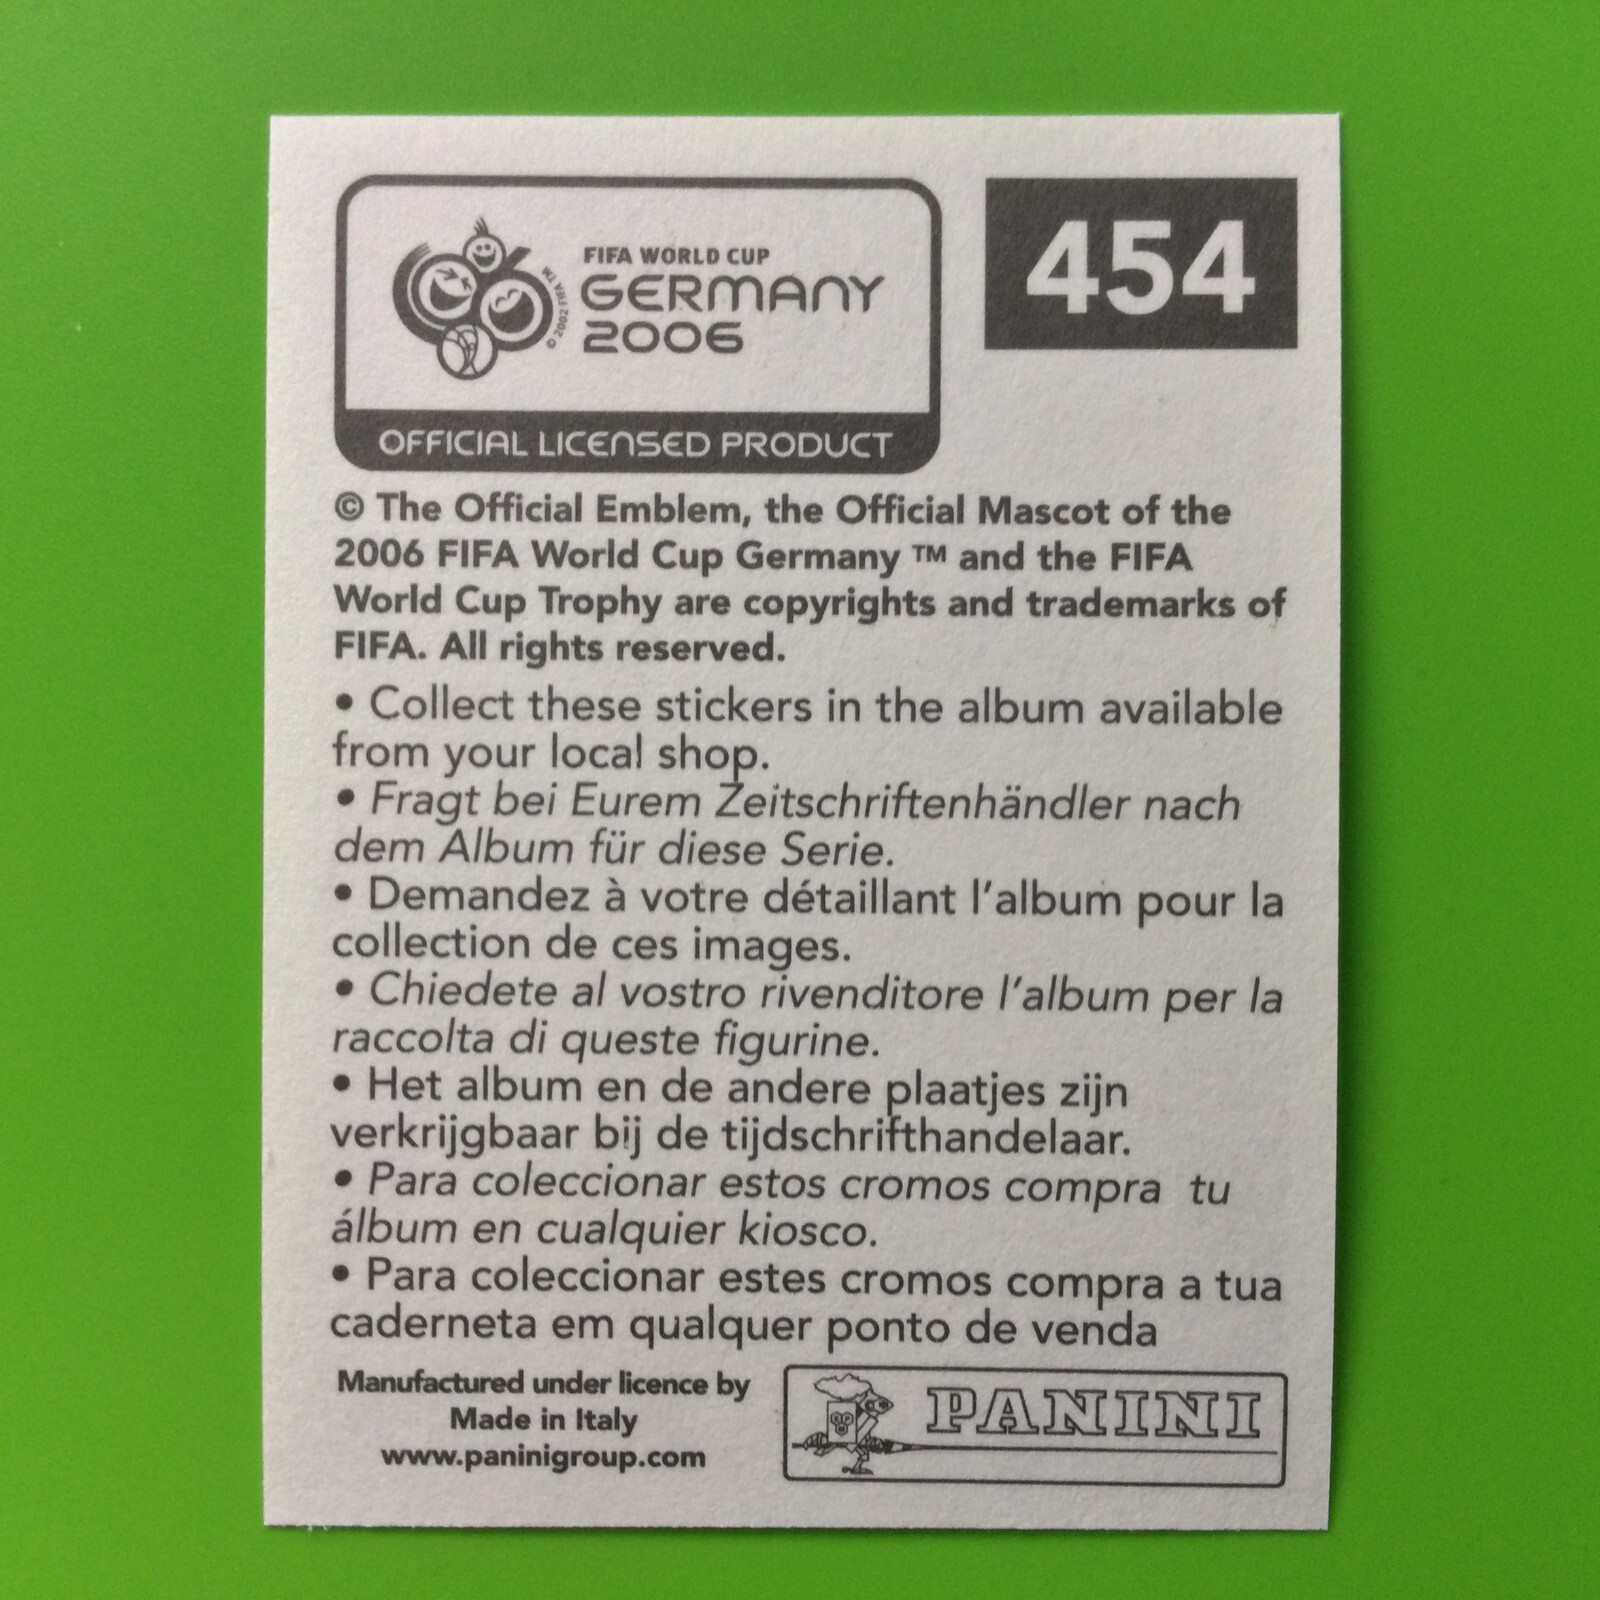 FIFA WORLD CUP
GERMANY
2006
© 2002 FIFA TM
OFFICIAL LICENSED PRODUCT
454
© The Official Emblem, the Official Mascot of the
2006 FIFA World Cup Germany ™ and the FIFA
World Cup Trophy are copyrights and trademarks of
FIFA. All rights reserved.
• Collect these stickers in the album available
from your local shop.
• Fragt bei Eurem Zeitschriftenhändler nach
dem Album für diese Serie.
• Demandez à votre détaillant l'album pour la
collection de ces images.
• Chiedete al vostro rivenditore l'album per la
raccolta di queste figurine.
• Het album en de andere plaatjes zijn
verkrijgbaar bij de tijdschrifthandelaar.
• Para coleccionar estos cromos compra tu
álbum en cualquier kiosco.
• Para coleccionar estes cromos compra a tua
caderneta em qualquer ponto de venda
Manufactured under licence by
Made in Italy
www.paninigroup.com
PANINI